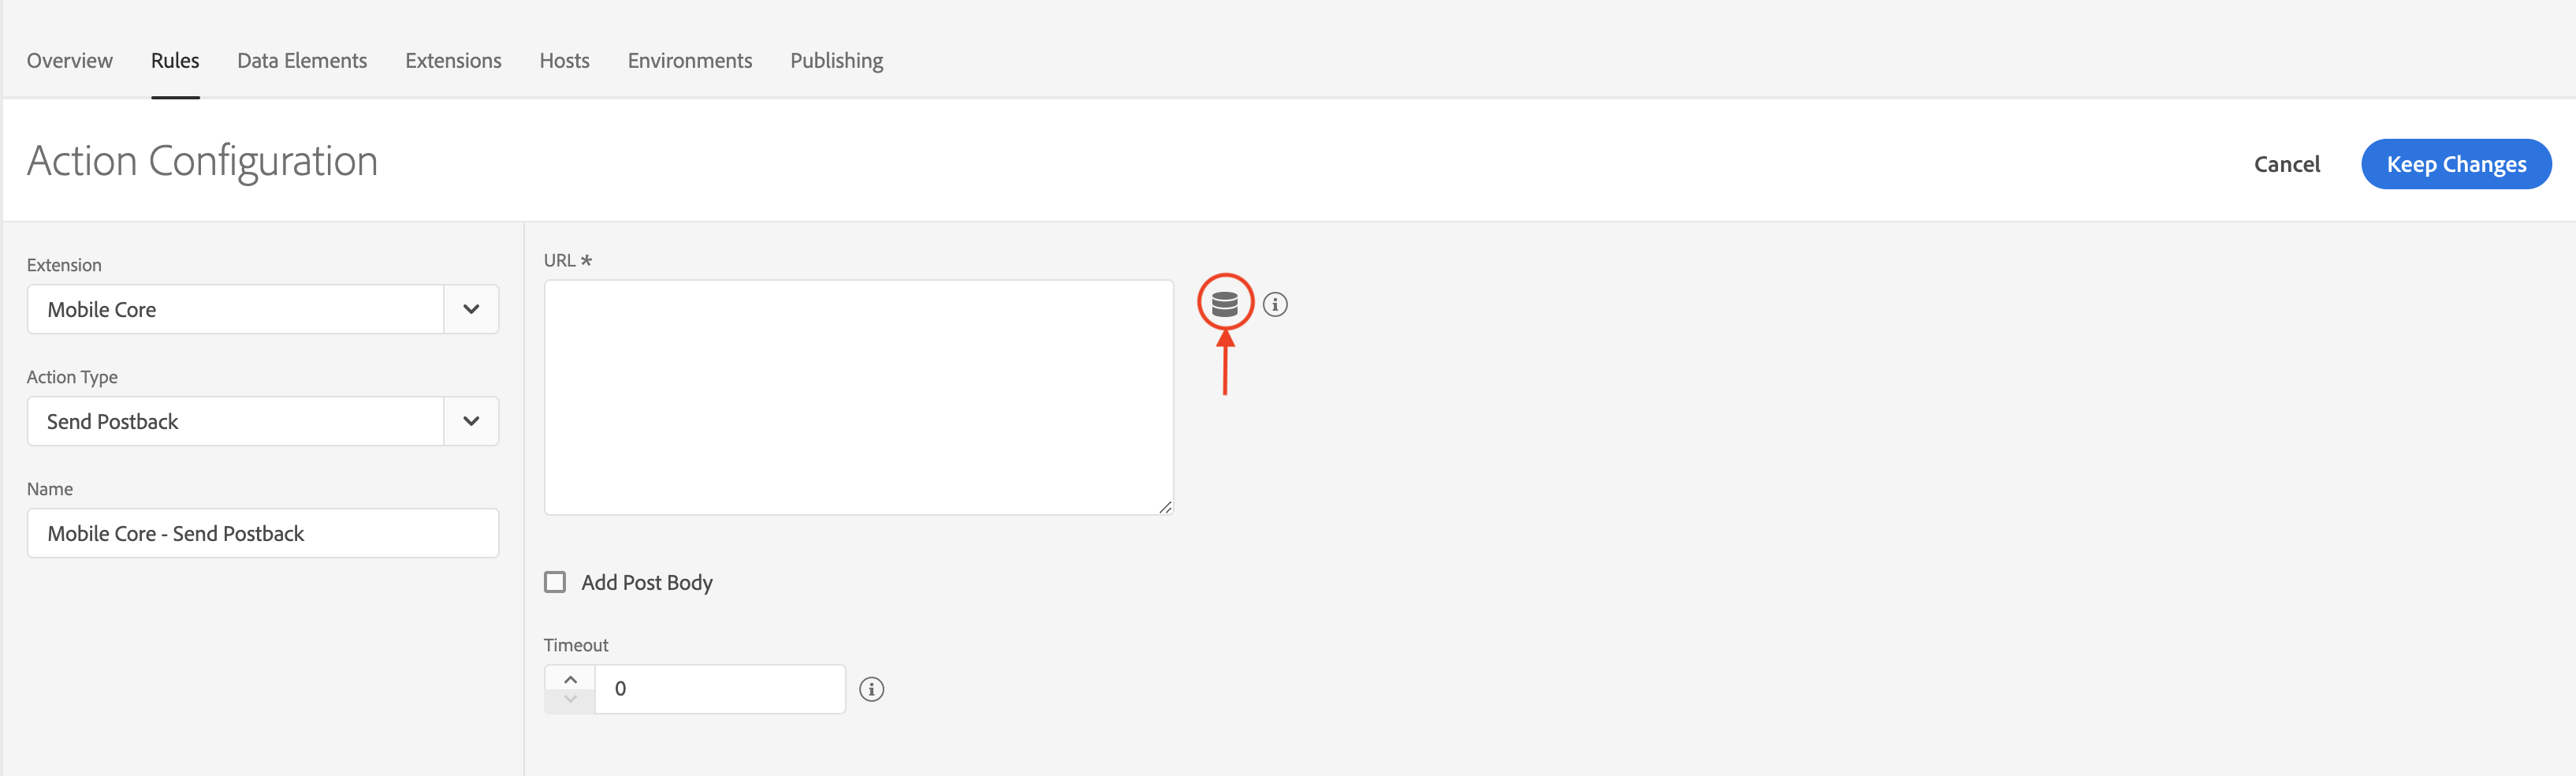 Overview Rules Data Elements Extensions Hosts Environments Publishing
Action Configuration
Cancel Keep Changes
Extension
Mobile Core
Action Type
Send Postback
Name
Mobile Core - Send Postback
URL *
Add Post Body
Timeout
0